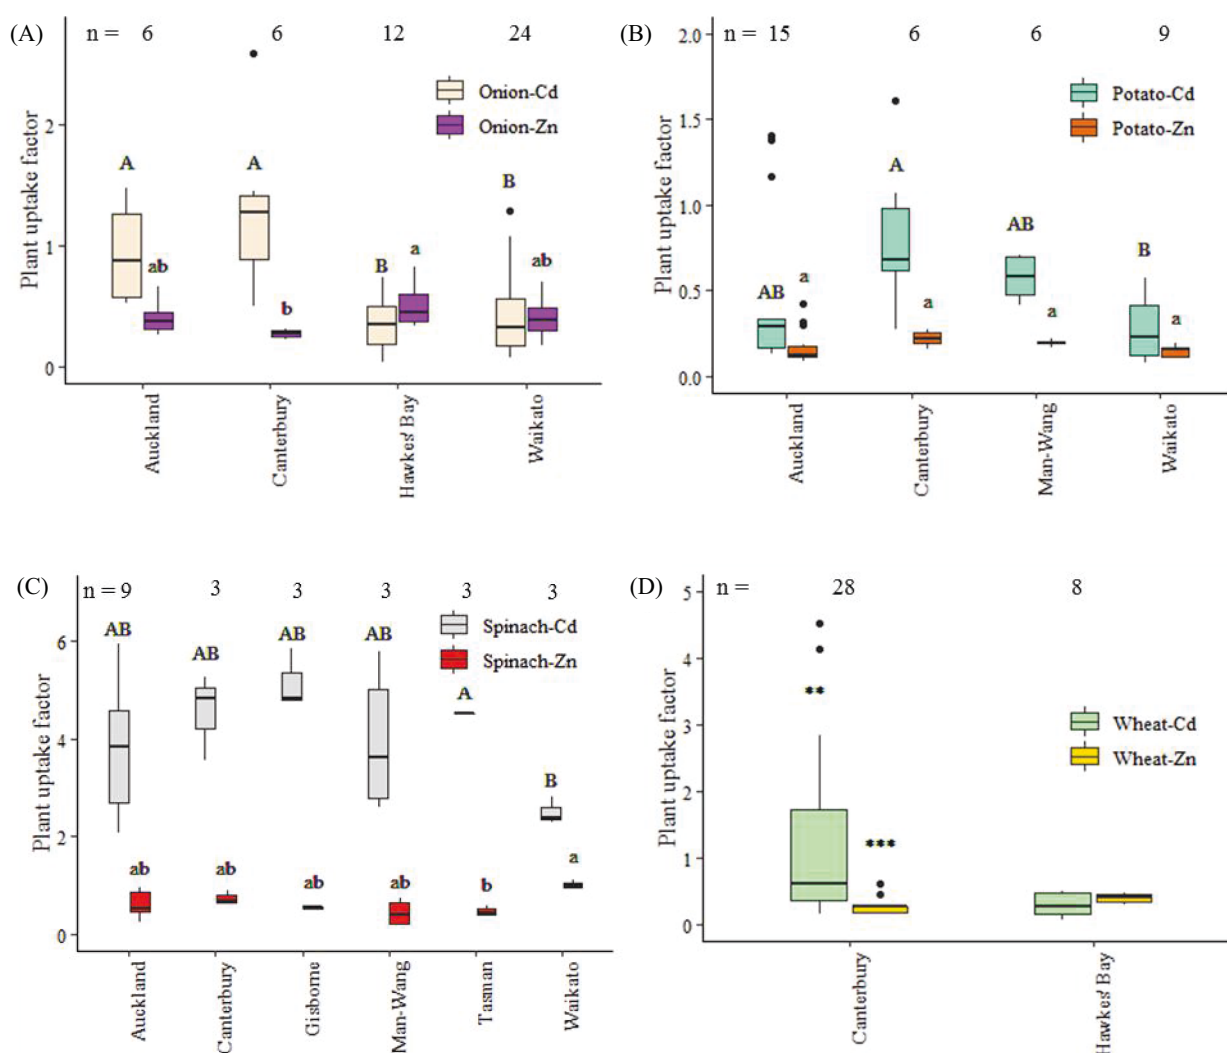 (A)
n = 6 6 12 24
Onion-Cd
Onion-Zn
Plant uptake factor
2
1
0
A
ab
A
b
B
a
B
ab
Auckland
Canterbury
Hawkes' Bay
Waikato
(B)
n = 15 6 6 9
Potato-Cd
Potato-Zn
Plant uptake factor
2.0
1.5
1.0
0.5
0.0
AB
a
A
a
AB
a
B
a
Auckland
Canterbury
Man-Wang
Waikato
(C)
n = 9 3 3 3 3 3
Spinach-Cd
Spinach-Zn
Plant uptake factor
6
4
2
0
AB
ab
AB
ab
AB
ab
AB
ab
A
b
B
a
Auckland
Canterbury
Gisborne
Man-Wang
Tasman
Waikato
(D)
n = 28 8
Wheat-Cd
Wheat-Zn
Plant uptake factor
5
4
3
2
1
0
**
***
Canterbury
Hawkes' Bay